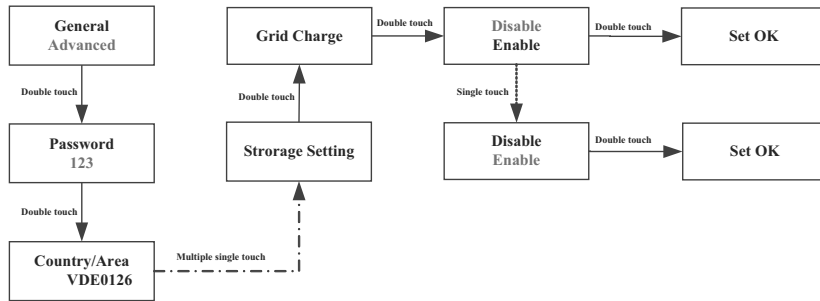 General
Advanced
Double touch
Password
123
Double touch
Country/Area
VDE0126
Multiple single touch
Strorage Setting
Double touch
Grid Charge
Double touch
Disable
Enable
Double touch
Set OK
Single touch
Disable
Enable
Double touch
Set OK